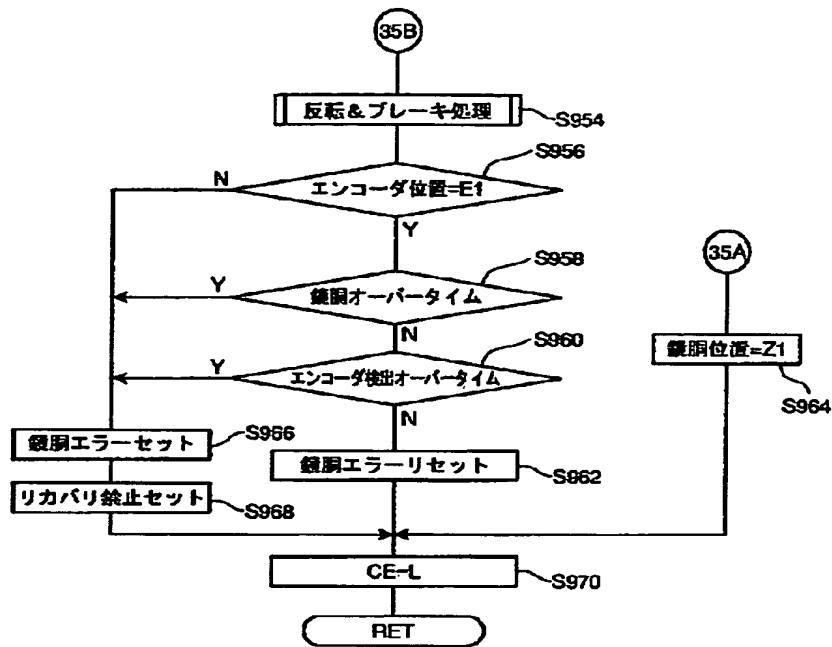 35B
反転&ブレーキ処理
S954
S956
N
エンコーダ位置=E1
Y
S958
Y
鏡胴オーバータイム
35A
N
S960
鏡胴位置=Z1
Y
エンコーダ検出オーバータイム
S964
N
鏡胴エラーセット
S966
鏡胴エラーリセット
S962
リカバリ禁止セット
S968
CE=L
S970
RET